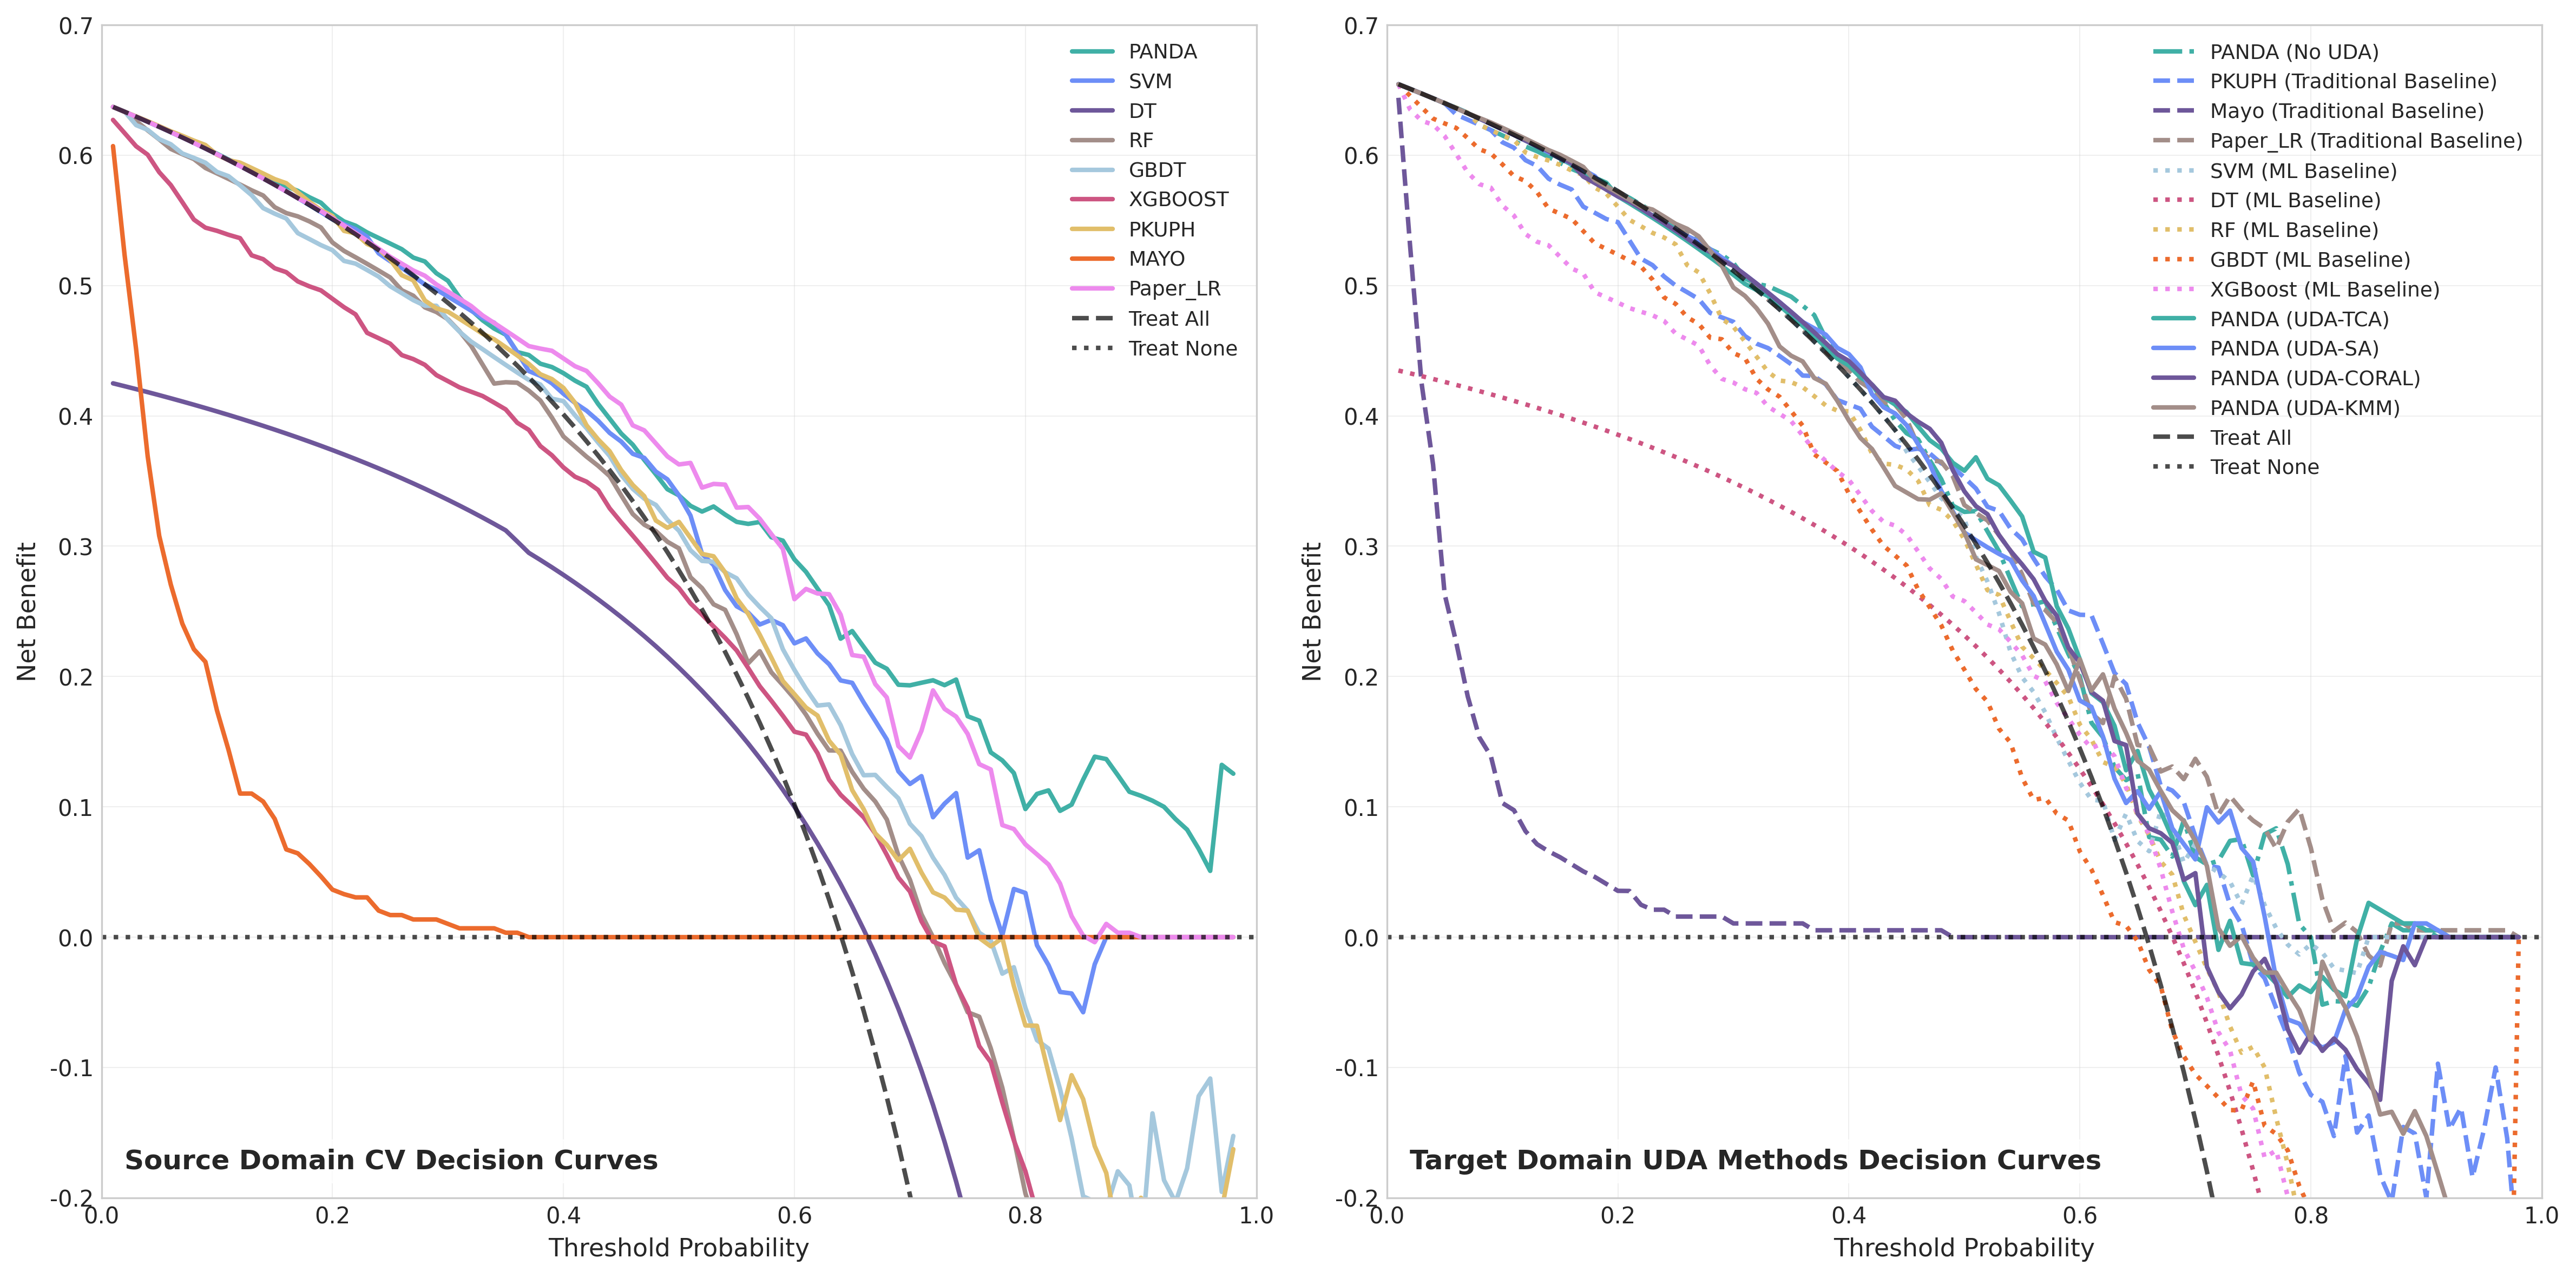 0.7
0.6
0.5
0.4
0.3
0.2
0.1
0.0
-0.1
-0.2
Net Benefit
PANDA
SVM
DT
RF
GBDT
XGBOOST
PKUPH
MAYO
Paper_LR
Treat All
Treat None
Source Domain CV Decision Curves
0.0 0.2 0.4 0.6 0.8 1.0
Threshold Probability
0.7
0.6
0.5
0.4
0.3
0.2
0.1
0.0
-0.1
-0.2
Net Benefit
PANDA (No UDA)
PKUPH (Traditional Baseline)
Mayo (Traditional Baseline)
Paper_LR (Traditional Baseline)
SVM (ML Baseline)
DT (ML Baseline)
RF (ML Baseline)
GBDT (ML Baseline)
XGBoost (ML Baseline)
PANDA (UDA-TCA)
PANDA (UDA-SA)
PANDA (UDA-CORAL)
PANDA (UDA-KMM)
Treat All
Treat None
Target Domain UDA Methods Decision Curves
0.0 0.2 0.4 0.6 0.8 1.0
Threshold Probability